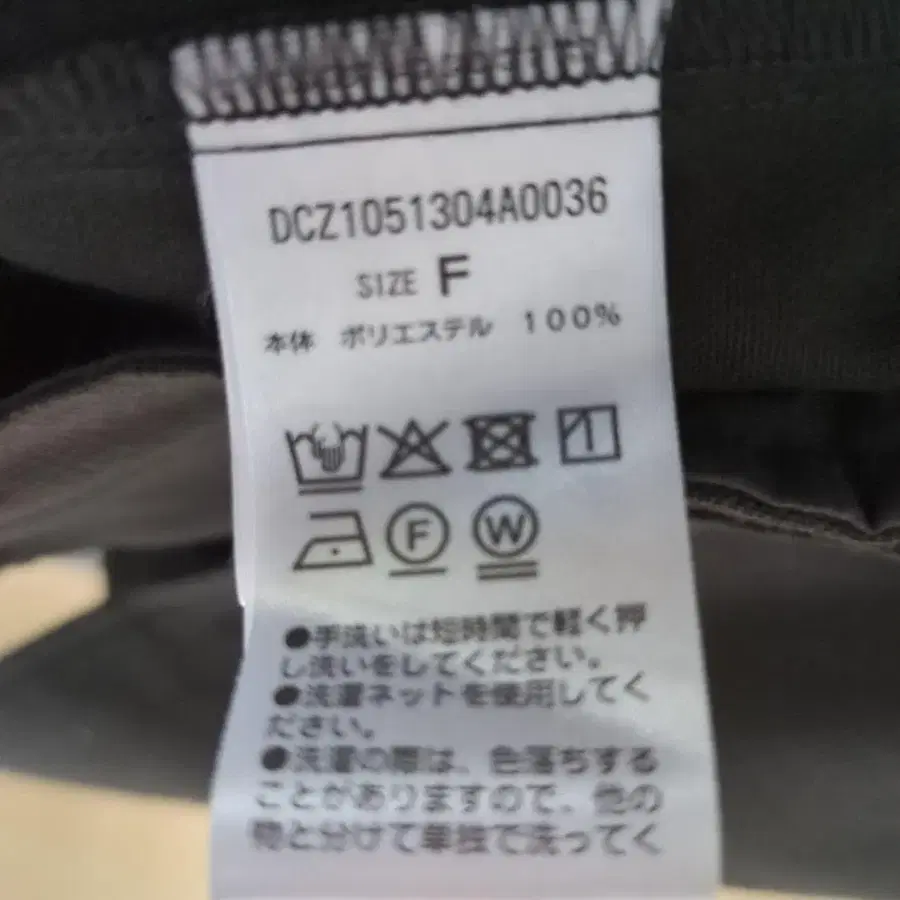 DCZ1051304A0036
SIZE F
本体 ポリエステル 100%
F W
●手洗いは短時間で軽く押
し洗いをしてください。
●洗濯ネットを使用してく
ださい。
●洗濯の際は、色落ちする
ことがありますので、他の
物と分けて単独で洗ってく